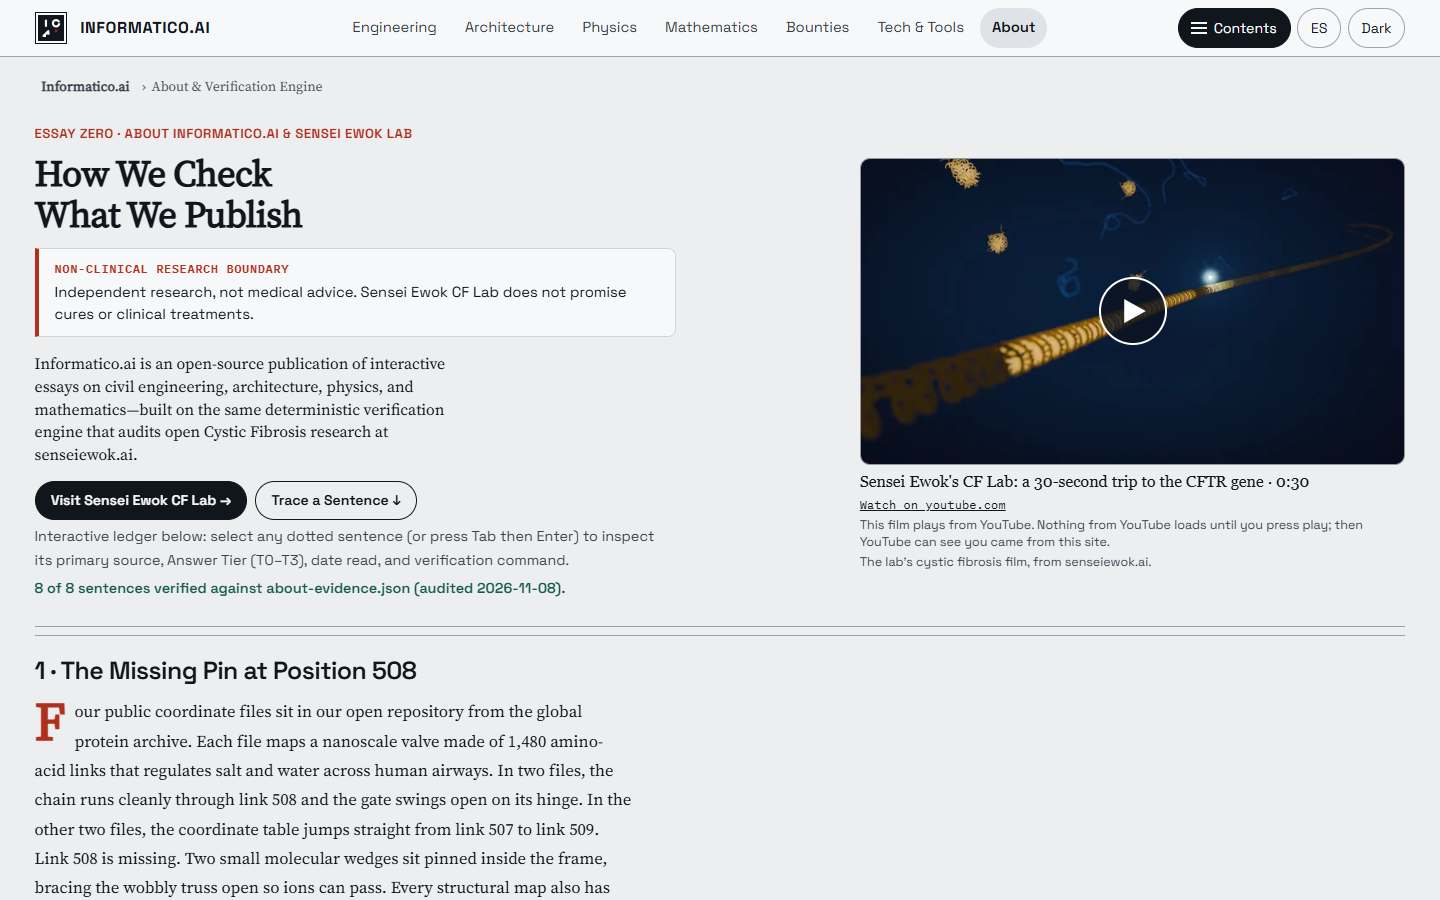 INFORMATICO.AI
Engineering
Architecture
Physics
Mathematics
Bounties
Tech & Tools
About
Contents
ES
Dark
Informatico.ai › About & Verification Engine
ESSAY ZERO · ABOUT INFORMATICO.AI & SENSEI EWOK LAB
How We Check
What We Publish
NON-CLINICAL RESEARCH BOUNDARY
Independent research, not medical advice. Sensei Ewok CF Lab does not promise
cures or clinical treatments.
Informatico.ai is an open-source publication of interactive
essays on civil engineering, architecture, physics, and
mathematics—built on the same deterministic verification
engine that audits open Cystic Fibrosis research at
senseiewok.ai.
Visit Sensei Ewok CF Lab →
Trace a Sentence ↓
Interactive ledger below: select any dotted sentence (or press Tab then Enter) to inspect
its primary source, Answer Tier (T0–T3), date read, and verification command.
8 of 8 sentences verified against about-evidence.json (audited 2026-11-08).
Sensei Ewok's CF Lab: a 30-second trip to the CFTR gene · 0:30
Watch on youtube.com
This film plays from YouTube. Nothing from YouTube loads until you press play; then
YouTube can see you came from this site.
The lab's cystic fibrosis film, from senseiewok.ai.
1 · The Missing Pin at Position 508
Four public coordinate files sit in our open repository from the global
protein archive. Each file maps a nanoscale valve made of 1,480 amino-
acid links that regulates salt and water across human airways. In two files, the
chain runs cleanly through link 508 and the gate swings open on its hinge. In the
other two files, the coordinate table jumps straight from link 507 to link 509.
Link 508 is missing. Two small molecular wedges sit pinned inside the frame,
bracing the wobbly truss open so ions can pass. Every structural map also has